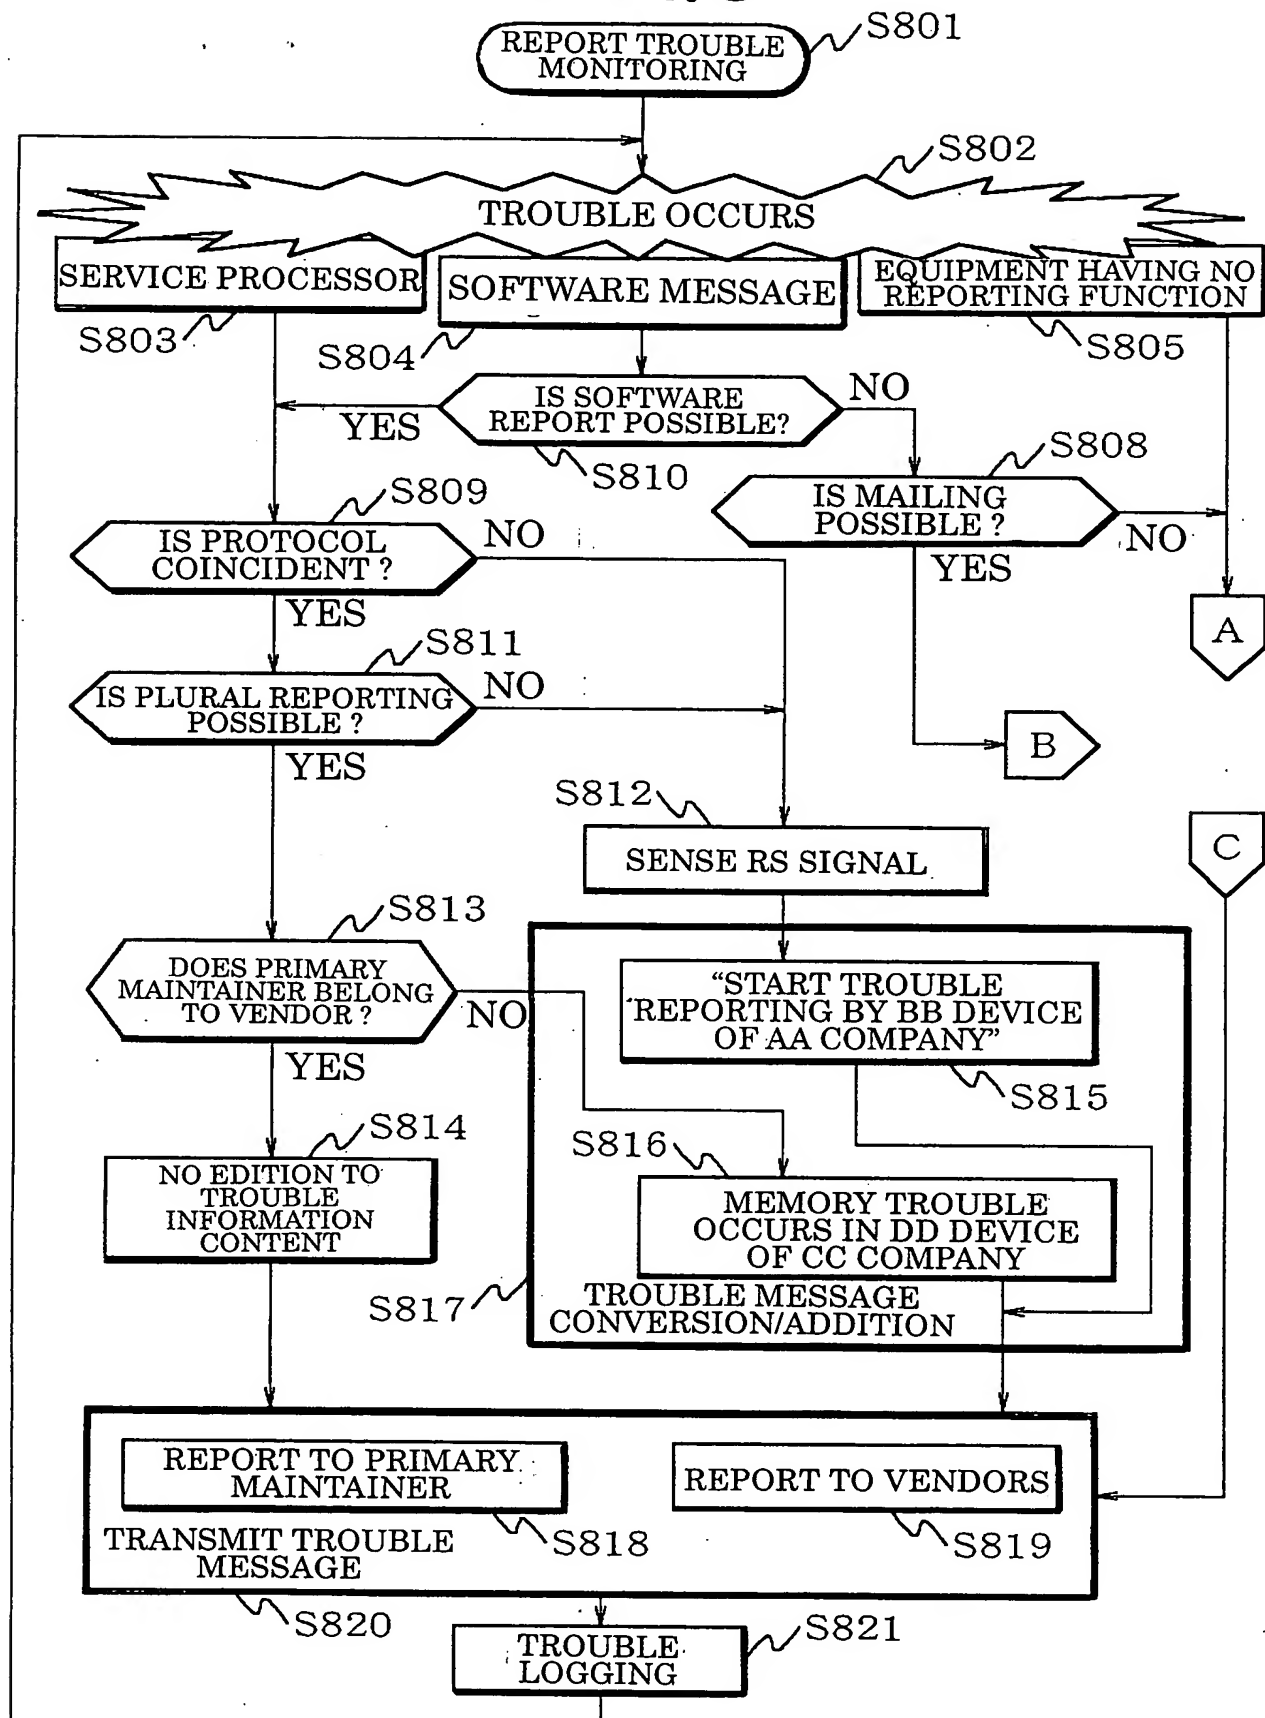 S801
REPORT TROUBLE
MONITORING
S802
TROUBLE OCCURS
SERVICE PROCESSOR
SOFTWARE MESSAGE
EQUIPMENT HAVING NO
REPORTING FUNCTION
S803
S804
S805
IS SOFTWARE
REPORT POSSIBLE?
YES
NO
S810
S808
IS MAILING
POSSIBLE ?
NO
YES
S809
IS PROTOCOL
COINCIDENT ?
NO
YES
A
S811
IS PLURAL REPORTING
POSSIBLE ?
NO
YES
B
S812
SENSE RS SIGNAL
C
S813
DOES PRIMARY
MAINTAINER BELONG
TO VENDOR ?
NO
YES
“START TROUBLE
REPORTING BY BB DEVICE
OF AA COMPANY”
S815
S814
NO EDITION TO
TROUBLE
INFORMATION
CONTENT
S816
MEMORY TROUBLE
OCCURS IN DD DEVICE
OF CC COMPANY
S817
TROUBLE MESSAGE
CONVERSION/ADDITION
REPORT TO PRIMARY
MAINTAINER
REPORT TO VENDORS
S818
S819
TRANSMIT TROUBLE
MESSAGE
S820
S821
TROUBLE
LOGGING